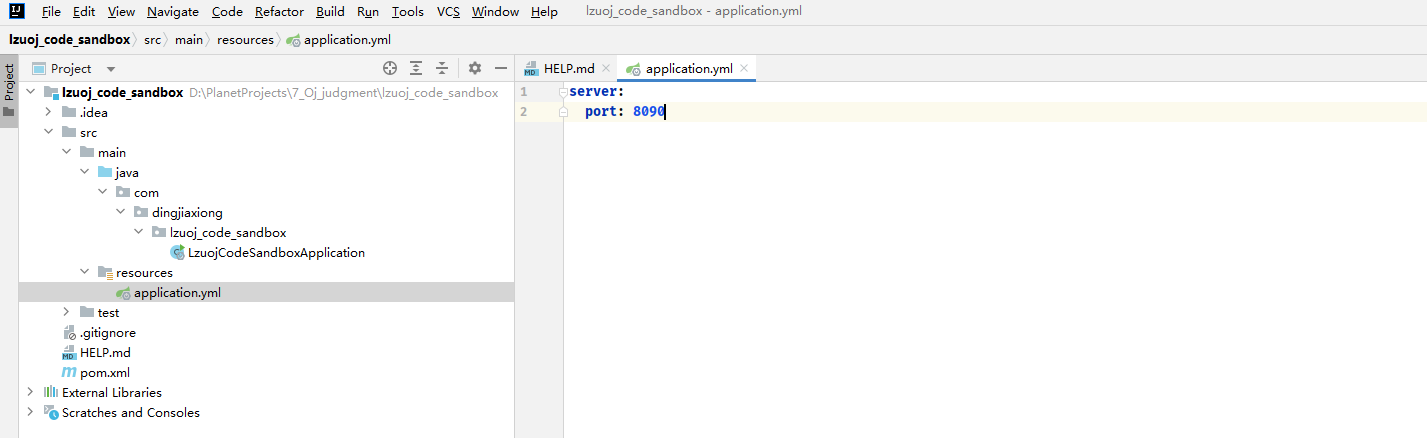 File Edit View Navigate Code Refactor Build Run Tools VCS Window Help lzuoj_code_sandbox - application.yml
lzuoj_code_sandbox src main resources application.yml
Project
Project
HELP.md application.yml
lzuoj_code_sandbox D:\PlanetProjects\7_Oj_judgment\lzuoj_code_sandbox
.idea
src
main
java
com
dingjiaxiong
lzuoj_code_sandbox
LzuojCodeSandboxApplication
resources
application.yml
test
.gitignore
HELP.md
pom.xml
External Libraries
Scratches and Consoles
1 server:
2 port: 8090